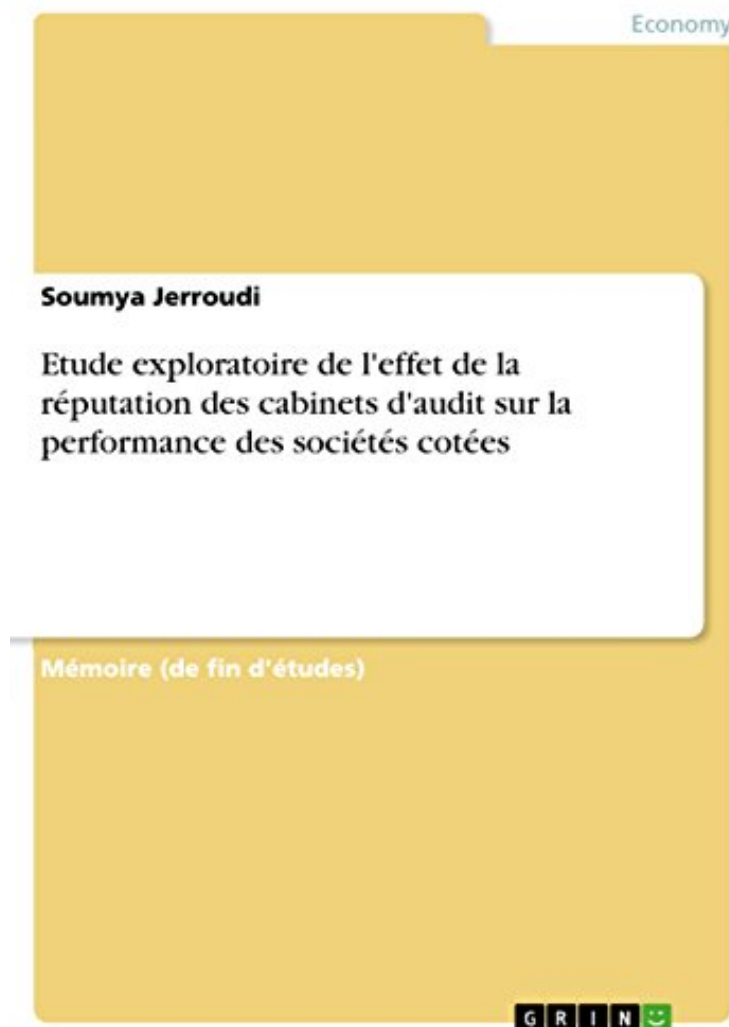 Economy
Soumya Jerroudi
Etude exploratoire de l'effet de la
réputation des cabinets d'audit sur la
performance des sociétés cotées
Mémoire (de fin d'études)
GRIN